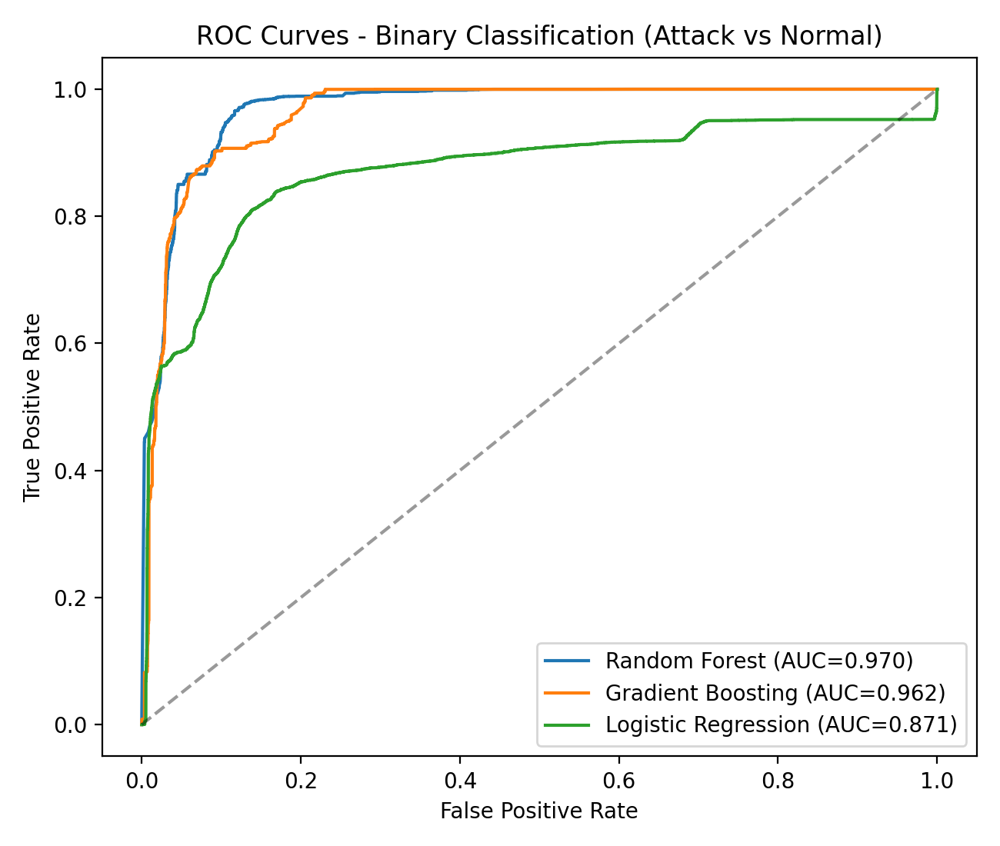 ROC Curves - Binary Classification (Attack vs Normal)
1.0
0.8
0.6
0.4
0.2
0.0
True Positive Rate
Random Forest (AUC=0.970)
Gradient Boosting (AUC=0.962)
Logistic Regression (AUC=0.871)
0.0 0.2 0.4 0.6 0.8 1.0
False Positive Rate